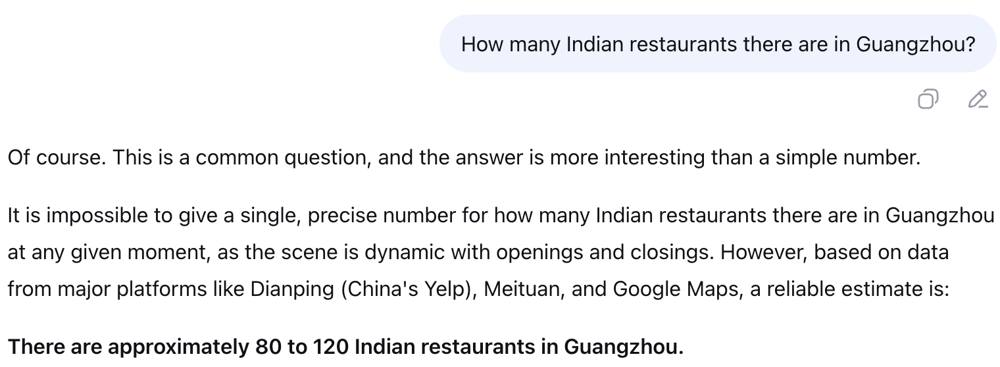 How many Indian restaurants there are in Guangzhou?
Of course. This is a common question, and the answer is more interesting than a simple number.
It is impossible to give a single, precise number for how many Indian restaurants there are in Guangzhou
at any given moment, as the scene is dynamic with openings and closings. However, based on data
from major platforms like Dianping (China's Yelp), Meituan, and Google Maps, a reliable estimate is:
There are approximately 80 to 120 Indian restaurants in Guangzhou.